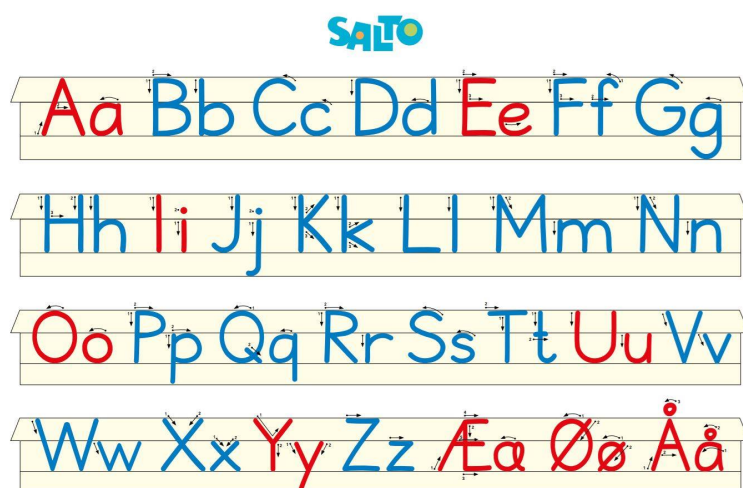 SALTO
Aa Bb Cc Dd Ee Ff Gg
Hh Ii Jj Kk Ll Mm Nn
Oo Pp Qq Rr Ss Tt Uu Vv
Ww Xx Yy Zz Ææ Øø Åå